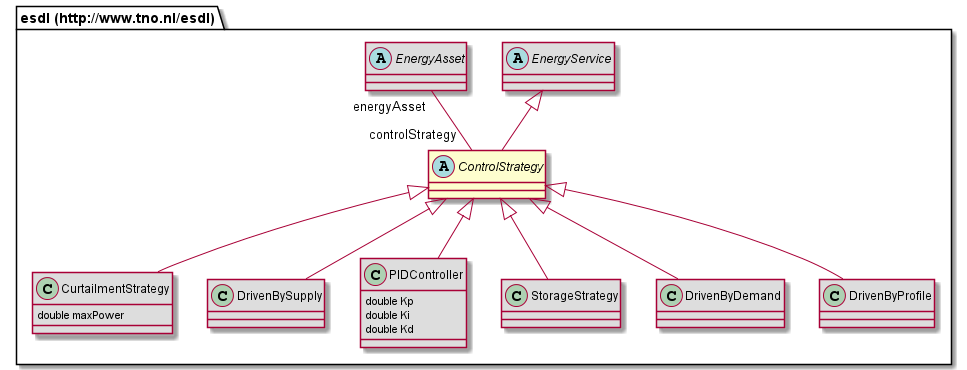 esdl (http://www.tno.nl/esdl)
A EnergyAsset
A EnergyService
energyAsset
controlStrategy
A ControlStrategy
C CurtailmentStrategy
double maxPower
C DrivenBySupply
C PIDController
double Kp
double Ki
double Kd
C StorageStrategy
C DrivenByDemand
C DrivenByProfile